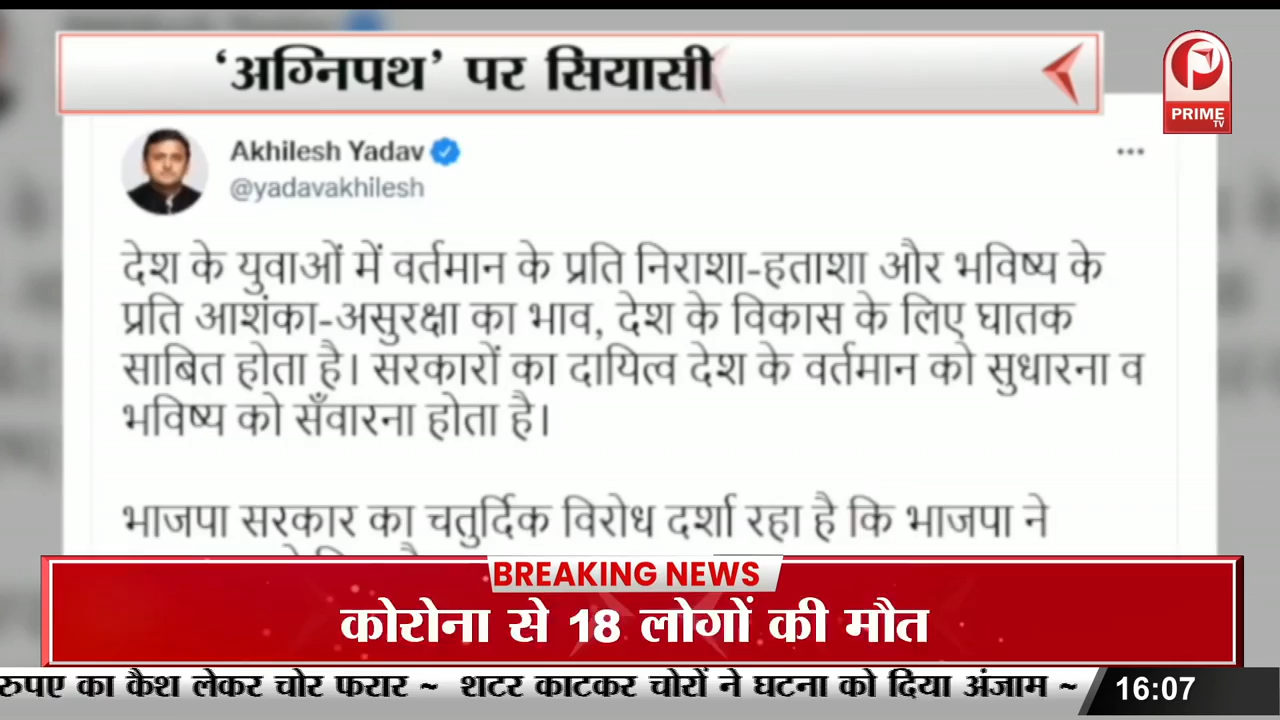 ‘अग्निपथ’ पर सियासी
PRIME
TV
Akhilesh Yadav
@yadavakhilesh
देश के युवाओं में वर्तमान के प्रति निराशा-हताशा और भविष्य के
प्रति आशंका-असुरक्षा का भाव, देश के विकास के लिए घातक
साबित होता है। सरकारों का दायित्व देश के वर्तमान को सुधारना व
भविष्य को सँवारना होता है।
भाजपा सरकार का चतुर्दिक विरोध दर्शा रहा है कि भाजपा ने
BREAKING NEWS
कोरोना से 18 लोगों की मौत
रुपए का कैश लेकर चोर फरार ~ शटर काटकर चोरों ने घटना को दिया अंजाम ~
16:07